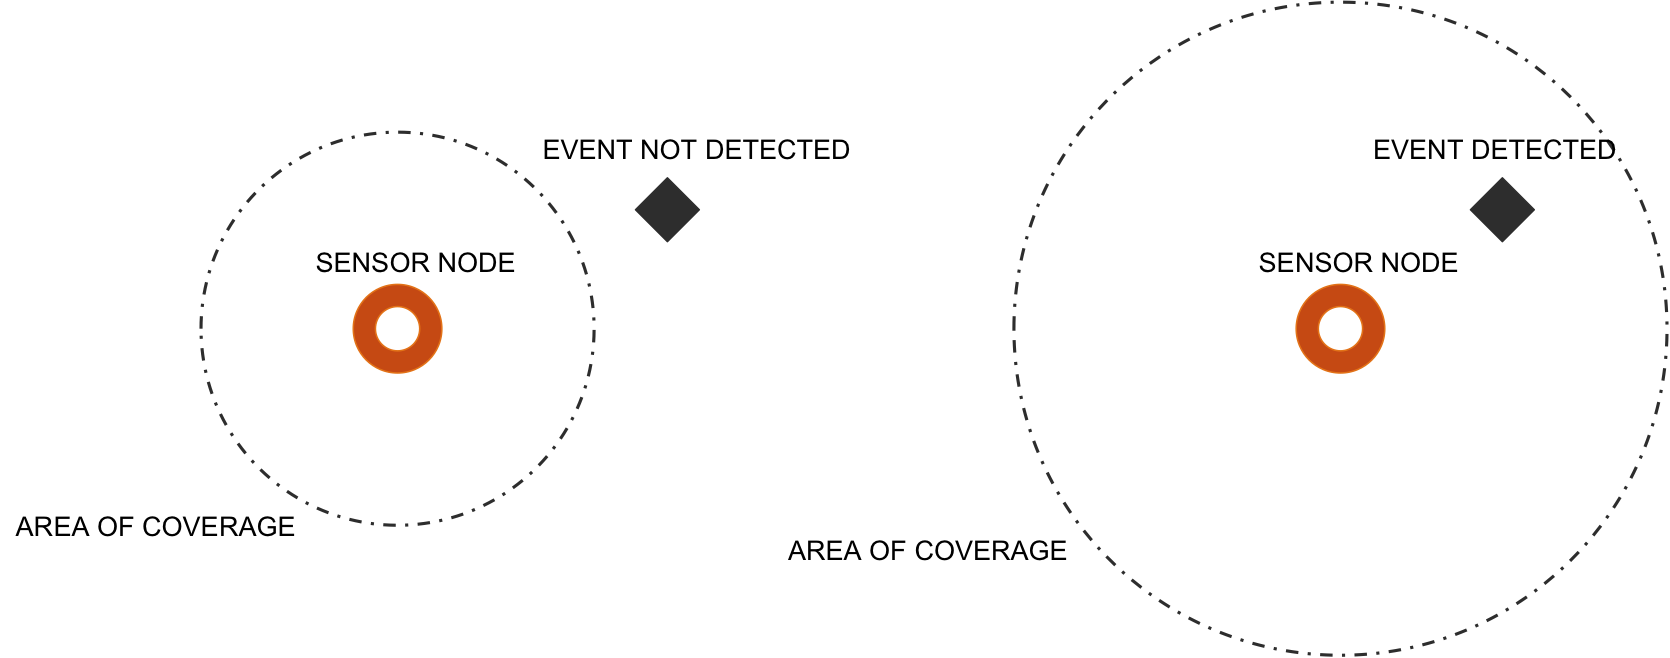 EVENT NOT DETECTED
SENSOR NODE
AREA OF COVERAGE
EVENT DETECTED
SENSOR NODE
AREA OF COVERAGE